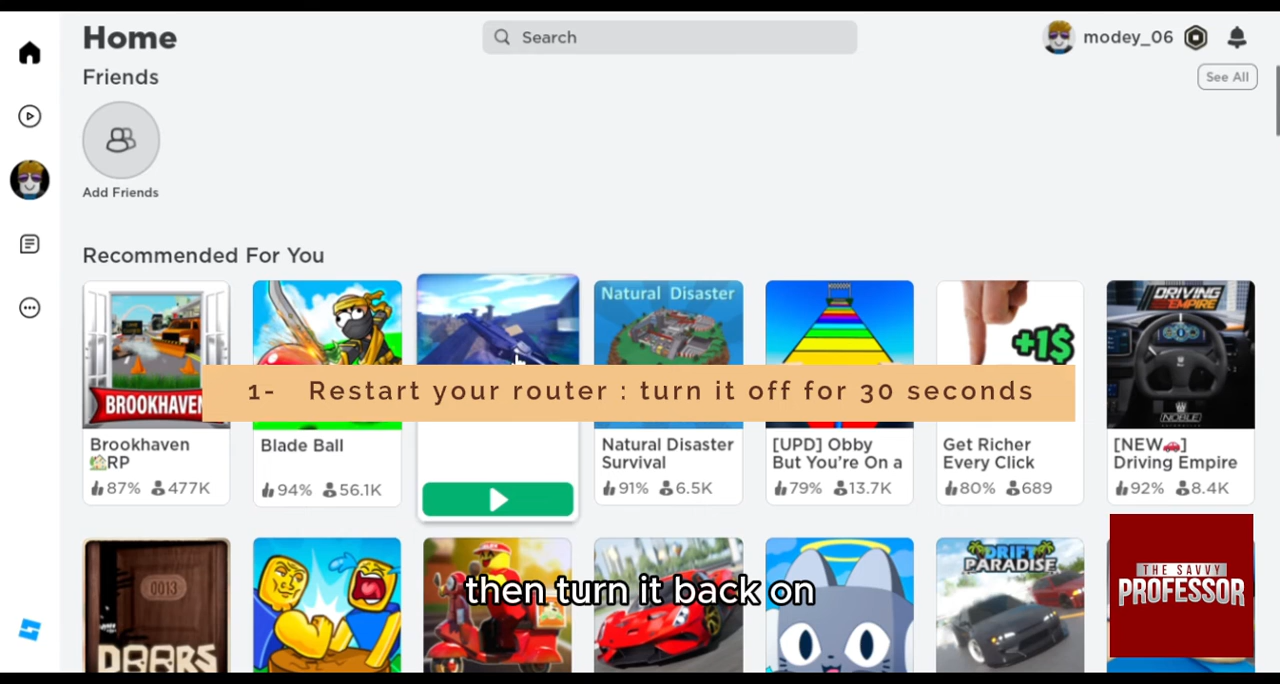 Home
Search
modey_06
Friends
See All
Add Friends
Recommended For You
Natural Disaster
DRIVING
EMPIRE
+1$
NOBLE
BROOKHAVEN
1- Restart your router : turn it off for 30 seconds
Brookhaven
🏡RP
87% 477K
Blade Ball
94% 56.1K
Natural Disaster
Survival
91% 6.5K
[UPD] Obby
But You're On a
79% 13.7K
Get Richer
Every Click
80% 689
[NEW🚗]
Driving Empire
92% 8.4K
0013
DOORS
DRIFT
PARADISE
THE SAVVY
PROFESSOR
then turn it back on